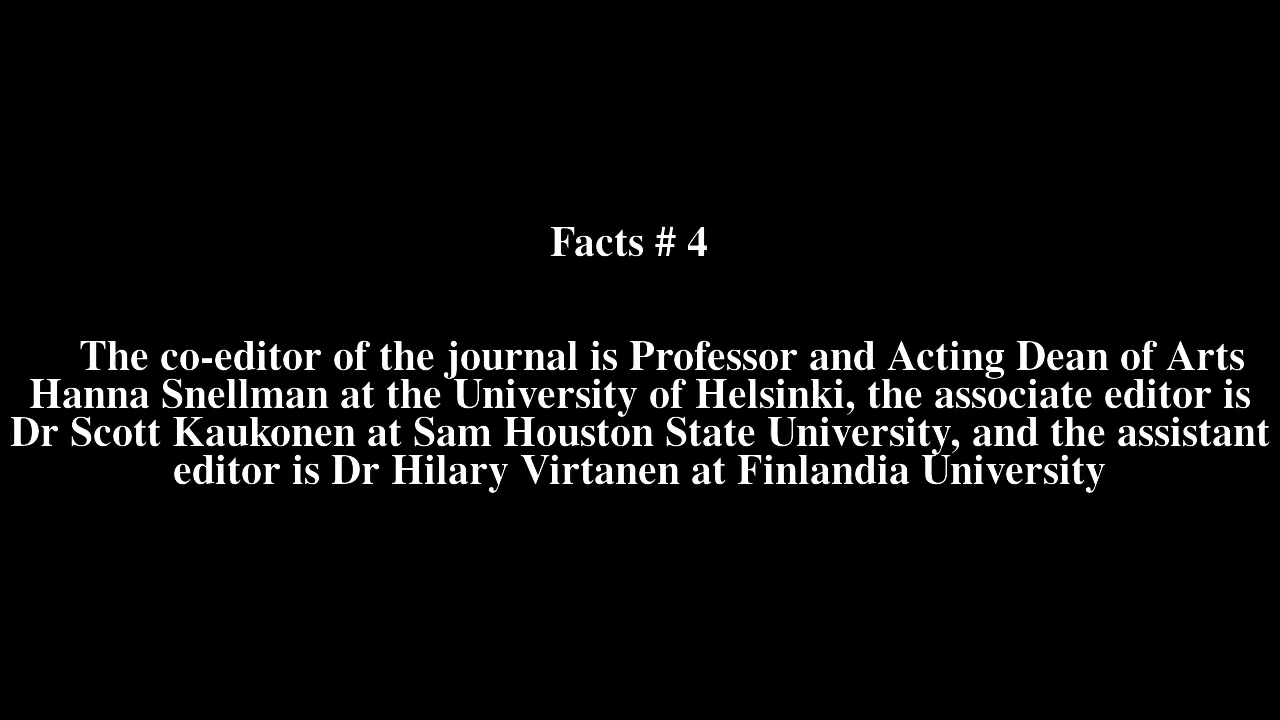 Facts # 4
The co-editor of the journal is Professor and Acting Dean of Arts
Hanna Snellman at the University of Helsinki, the associate editor is
Dr Scott Kaukonen at Sam Houston State University, and the assistant
editor is Dr Hilary Virtanen at Finlandia University